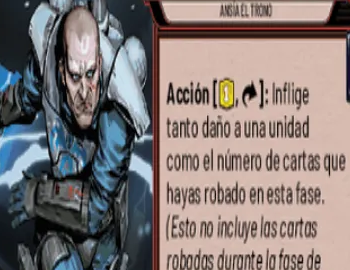 ANSÍA EL TRONO
Acción [1, ]: Inflige
tanto daño a una unidad
como el número de cartas que
hayas robado en esta fase.
(Esto no incluye las cartas
robadas durante la fase de